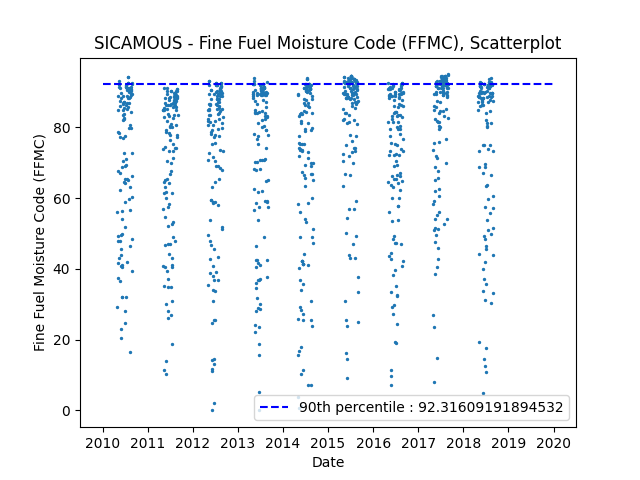 SICAMOUS - Fine Fuel Moisture Code (FFMC), Scatterplot
Fine Fuel Moisture Code (FFMC)
80
60
40
20
0
90th percentile : 92.31609191894532
2010 2011 2012 2013 2014 2015 2016 2017 2018 2019 2020
Date